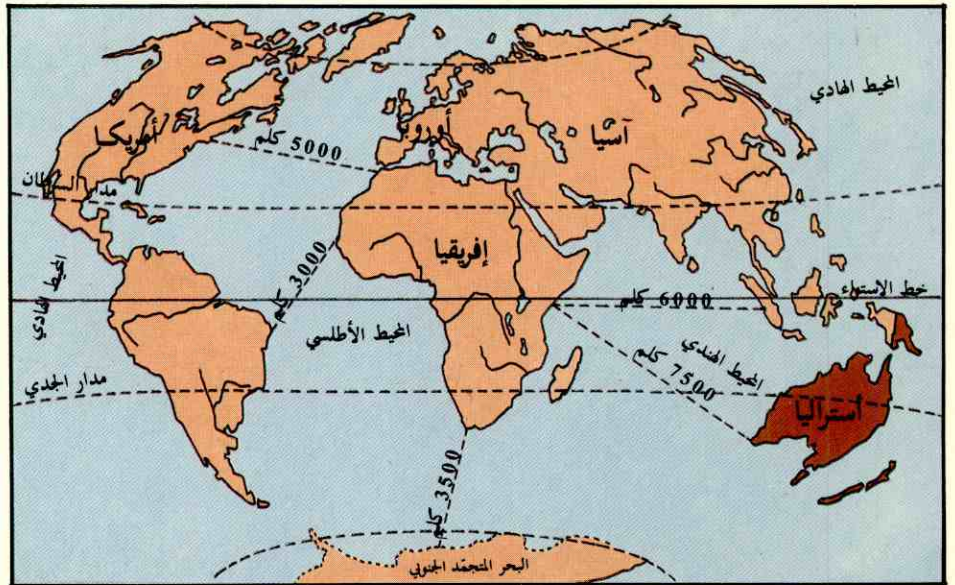 المحيط الهادي
آسيا
أوروبا
أمريكا
5000 كلم
مدار السرطان
إفريقيا
3000 كلم
المحيط الهادي
خط الاستواء
6000 كلم
المحيط الأطلسي
المحيط الهندي
7500 كلم
مدار الجدي
أستراليا
3500 كلم
البحر المتجمّد الجنوبي